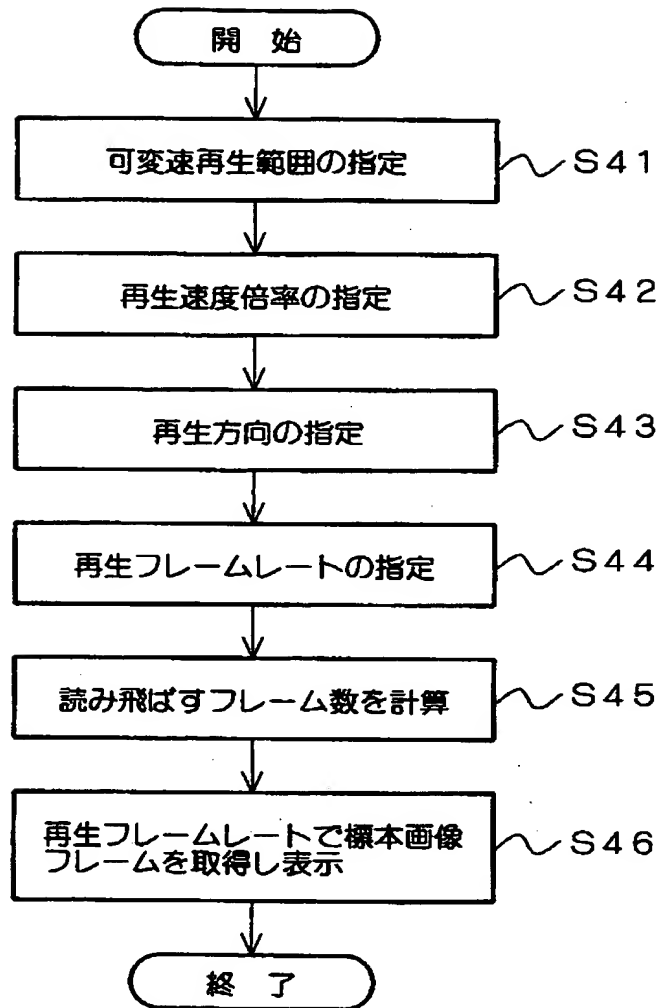 開 始
可変速再生範囲の指定
S41
再生速度倍率の指定
S42
再生方向の指定
S43
再生フレームレートの指定
S44
読み飛ばすフレーム数を計算
S45
再生フレームレートで標本画像
フレームを取得し表示
S46
終 了